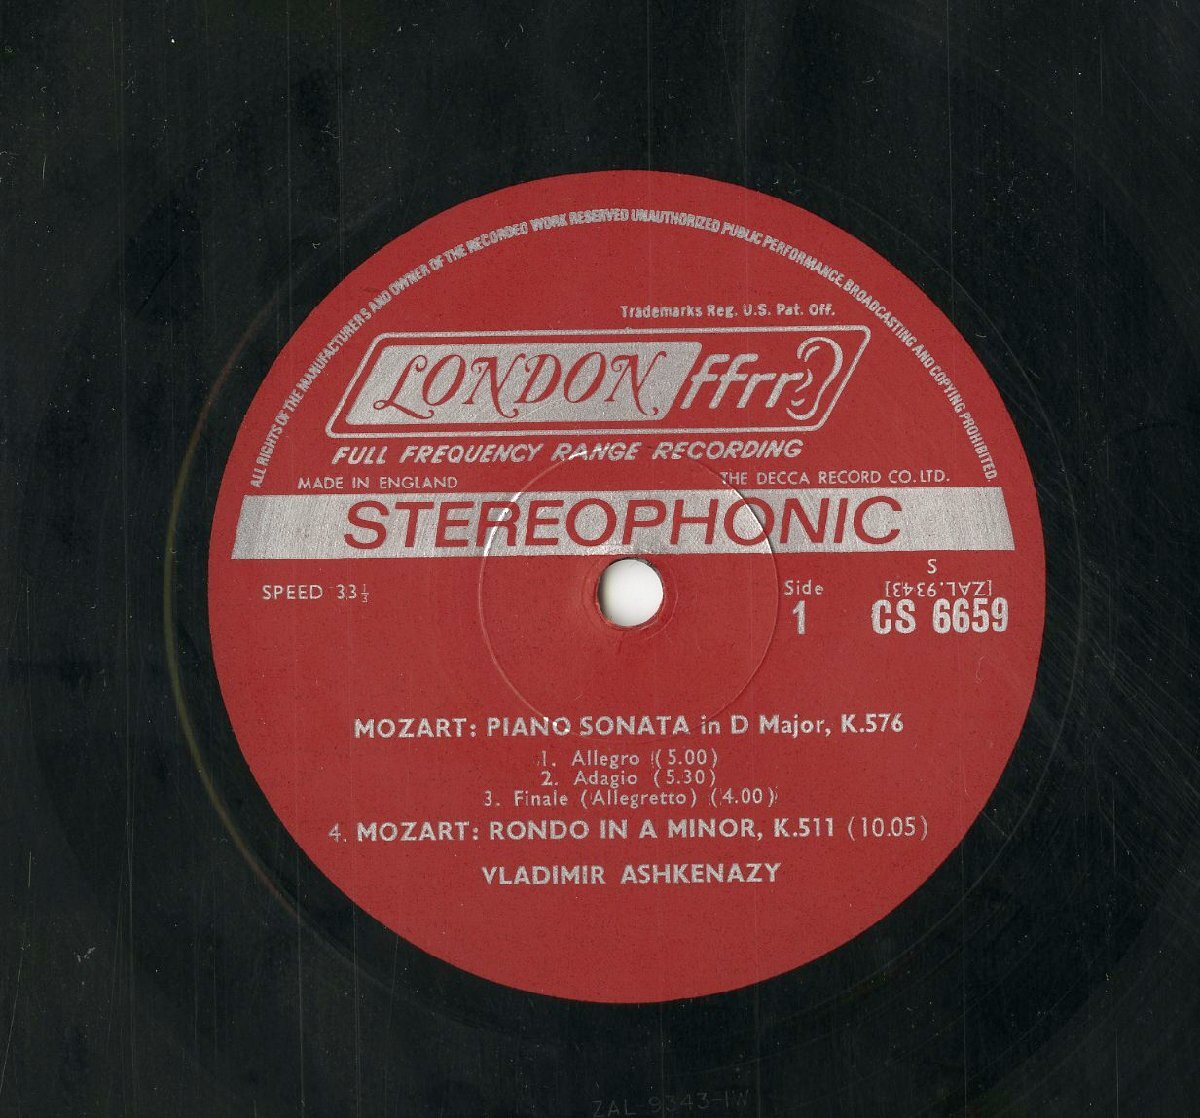 ALL RIGHTS OF THE MANUFACTURERS AND OWNER OF THE RECORDED WORK RESERVED UNAUTHORIZED PUBLIC PERFORMANCE, BROADCASTING AND COPYING PROHIBITED.
Trademarks Reg. U.S. Pat. Off.
LONDON ffrr
FULL FREQUENCY RANGE RECORDING
MADE IN ENGLAND THE DECCA RECORD CO. LTD.
STEREOPHONIC
S
SPEED 33⅓ Side [ZAL.9343]
1 CS 6659
MOZART: PIANO SONATA in D Major, K.576
1. Allegro (5.00)
2. Adagio (5.30)
3. Finale (Allegretto) (4.00)
4. MOZART: RONDO IN A MINOR, K.511 (10.05)
VLADIMIR ASHKENAZY
ZAL-9343-1W